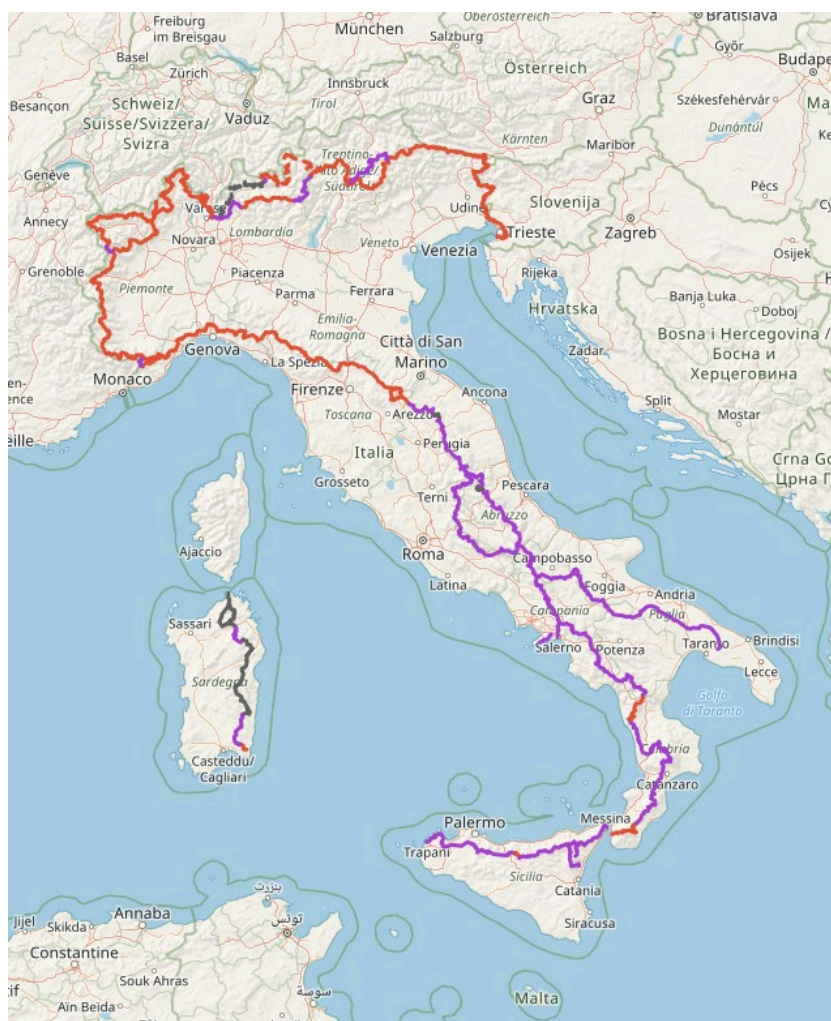 München
Bratislava
Oberösterreich
Freiburg
im Breisgau
Salzburg
Győr
Budape
Basel
Zürich
Innsbruck
Österreich
Besançon
Schweiz/
Suisse/Svizzera/
Svizra
Vaduz
Tirol
Graz
Székesfehérvár
Dunántúl
Kärnten
Maribor
Genève
Trentino-
Alto Adige/
Südtirol
Pécs
Annecy
Varese
Udine
Slovenija
Novara
Lombardia
Trieste
Zagreb
Veneto
Venezia
Osijek
Grenoble
Piacenza
Rijeka
Piemonte
Parma
Ferrara
Banja Luka
Doboj
Emilia-
Romagna
Hrvatska
Bosna i Hercegovina /
Босна и
Херцеговина
Genova
Città di San
Marino
La Spezia
Zadar
Monaco
Firenze
Ancona
Split
Toscana
Arezzo
Mostar
eille
Perugia
Italia
Crna Go
Црна Г
Grosseto
Terni
Pescara
Abruzzo
Ajaccio
Roma
Campobasso
Latina
Foggia
Andria
Sassari
Campania
Puglia
Salerno
Potenza
Taranto
Brindisi
Lecce
Sardegna
Golfo
di Taranto
Calabria
Casteddu/
Cagliari
Catanzaro
Messina
Palermo
Trapani
Sicilia
Catania
Siracusa
بنزرت
Jijel
Skikda
Annaba
تونس
Constantine
Souk Ahras
سوسة
Malta
Aïn Beida